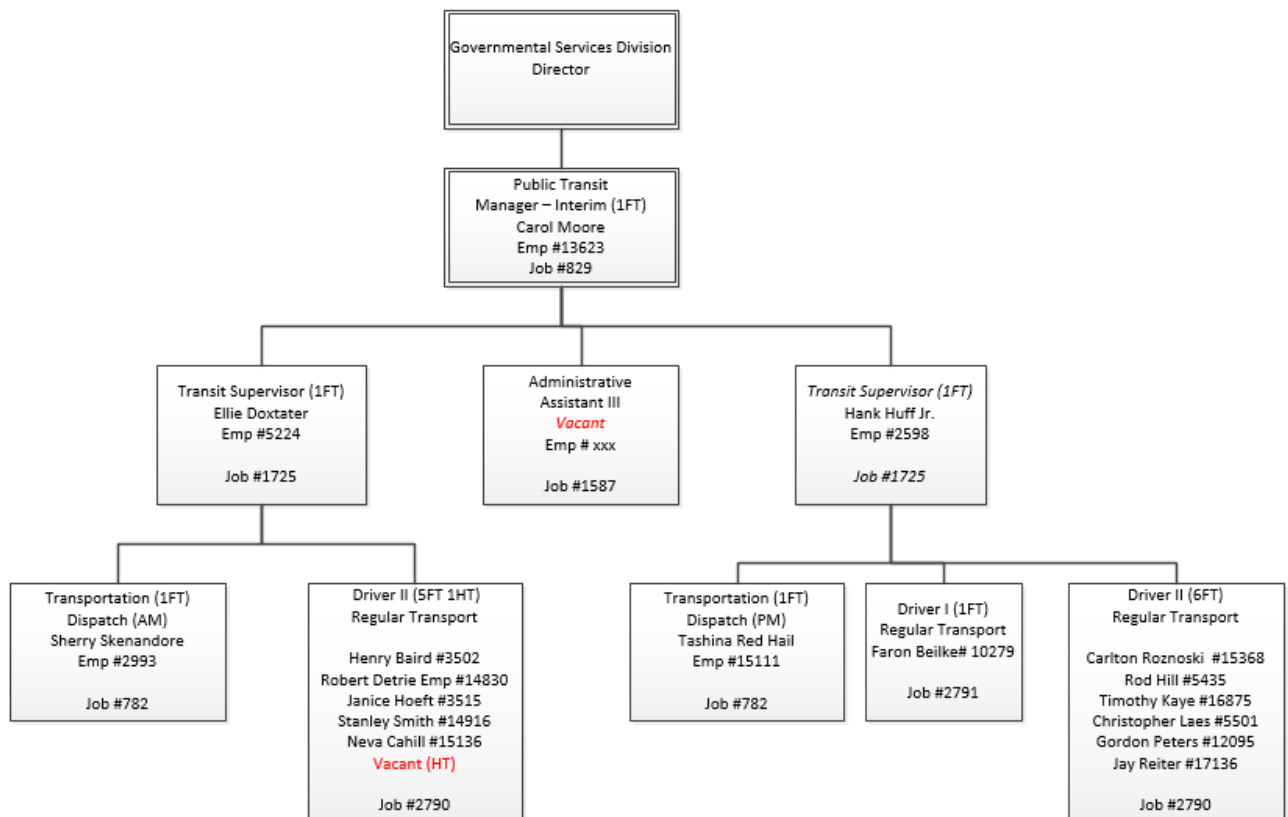 Governmental Services Division
Director
Public Transit
Manager – Interim (1FT)
Carol Moore
Emp #13623
Job #829
Transit Supervisor (1FT)
Ellie Doxtater
Emp #5224
Job #1725
Administrative
Assistant III
Vacant
Emp # xxx
Job #1587
Transit Supervisor (1FT)
Hank Huff Jr.
Emp #2598
Job #1725
Transportation (1FT)
Dispatch (AM)
Sherry Skenandore
Emp #2993
Job #782
Driver II (5FT 1HT)
Regular Transport
Henry Baird #3502
Robert Detrie Emp #14830
Janice Hoeft #3515
Stanley Smith #14916
Neva Cahill #15136
Vacant (HT)
Job #2790
Transportation (1FT)
Dispatch (PM)
Tashina Red Hail
Emp #15111
Job #782
Driver I (1FT)
Regular Transport
Faron Beilke# 10279
Job #2791
Driver II (6FT)
Regular Transport
Carlton Roznoski #15368
Rod Hill #5435
Timothy Kaye #16875
Christopher Laes #5501
Gordon Peters #12095
Jay Reiter #17136
Job #2790